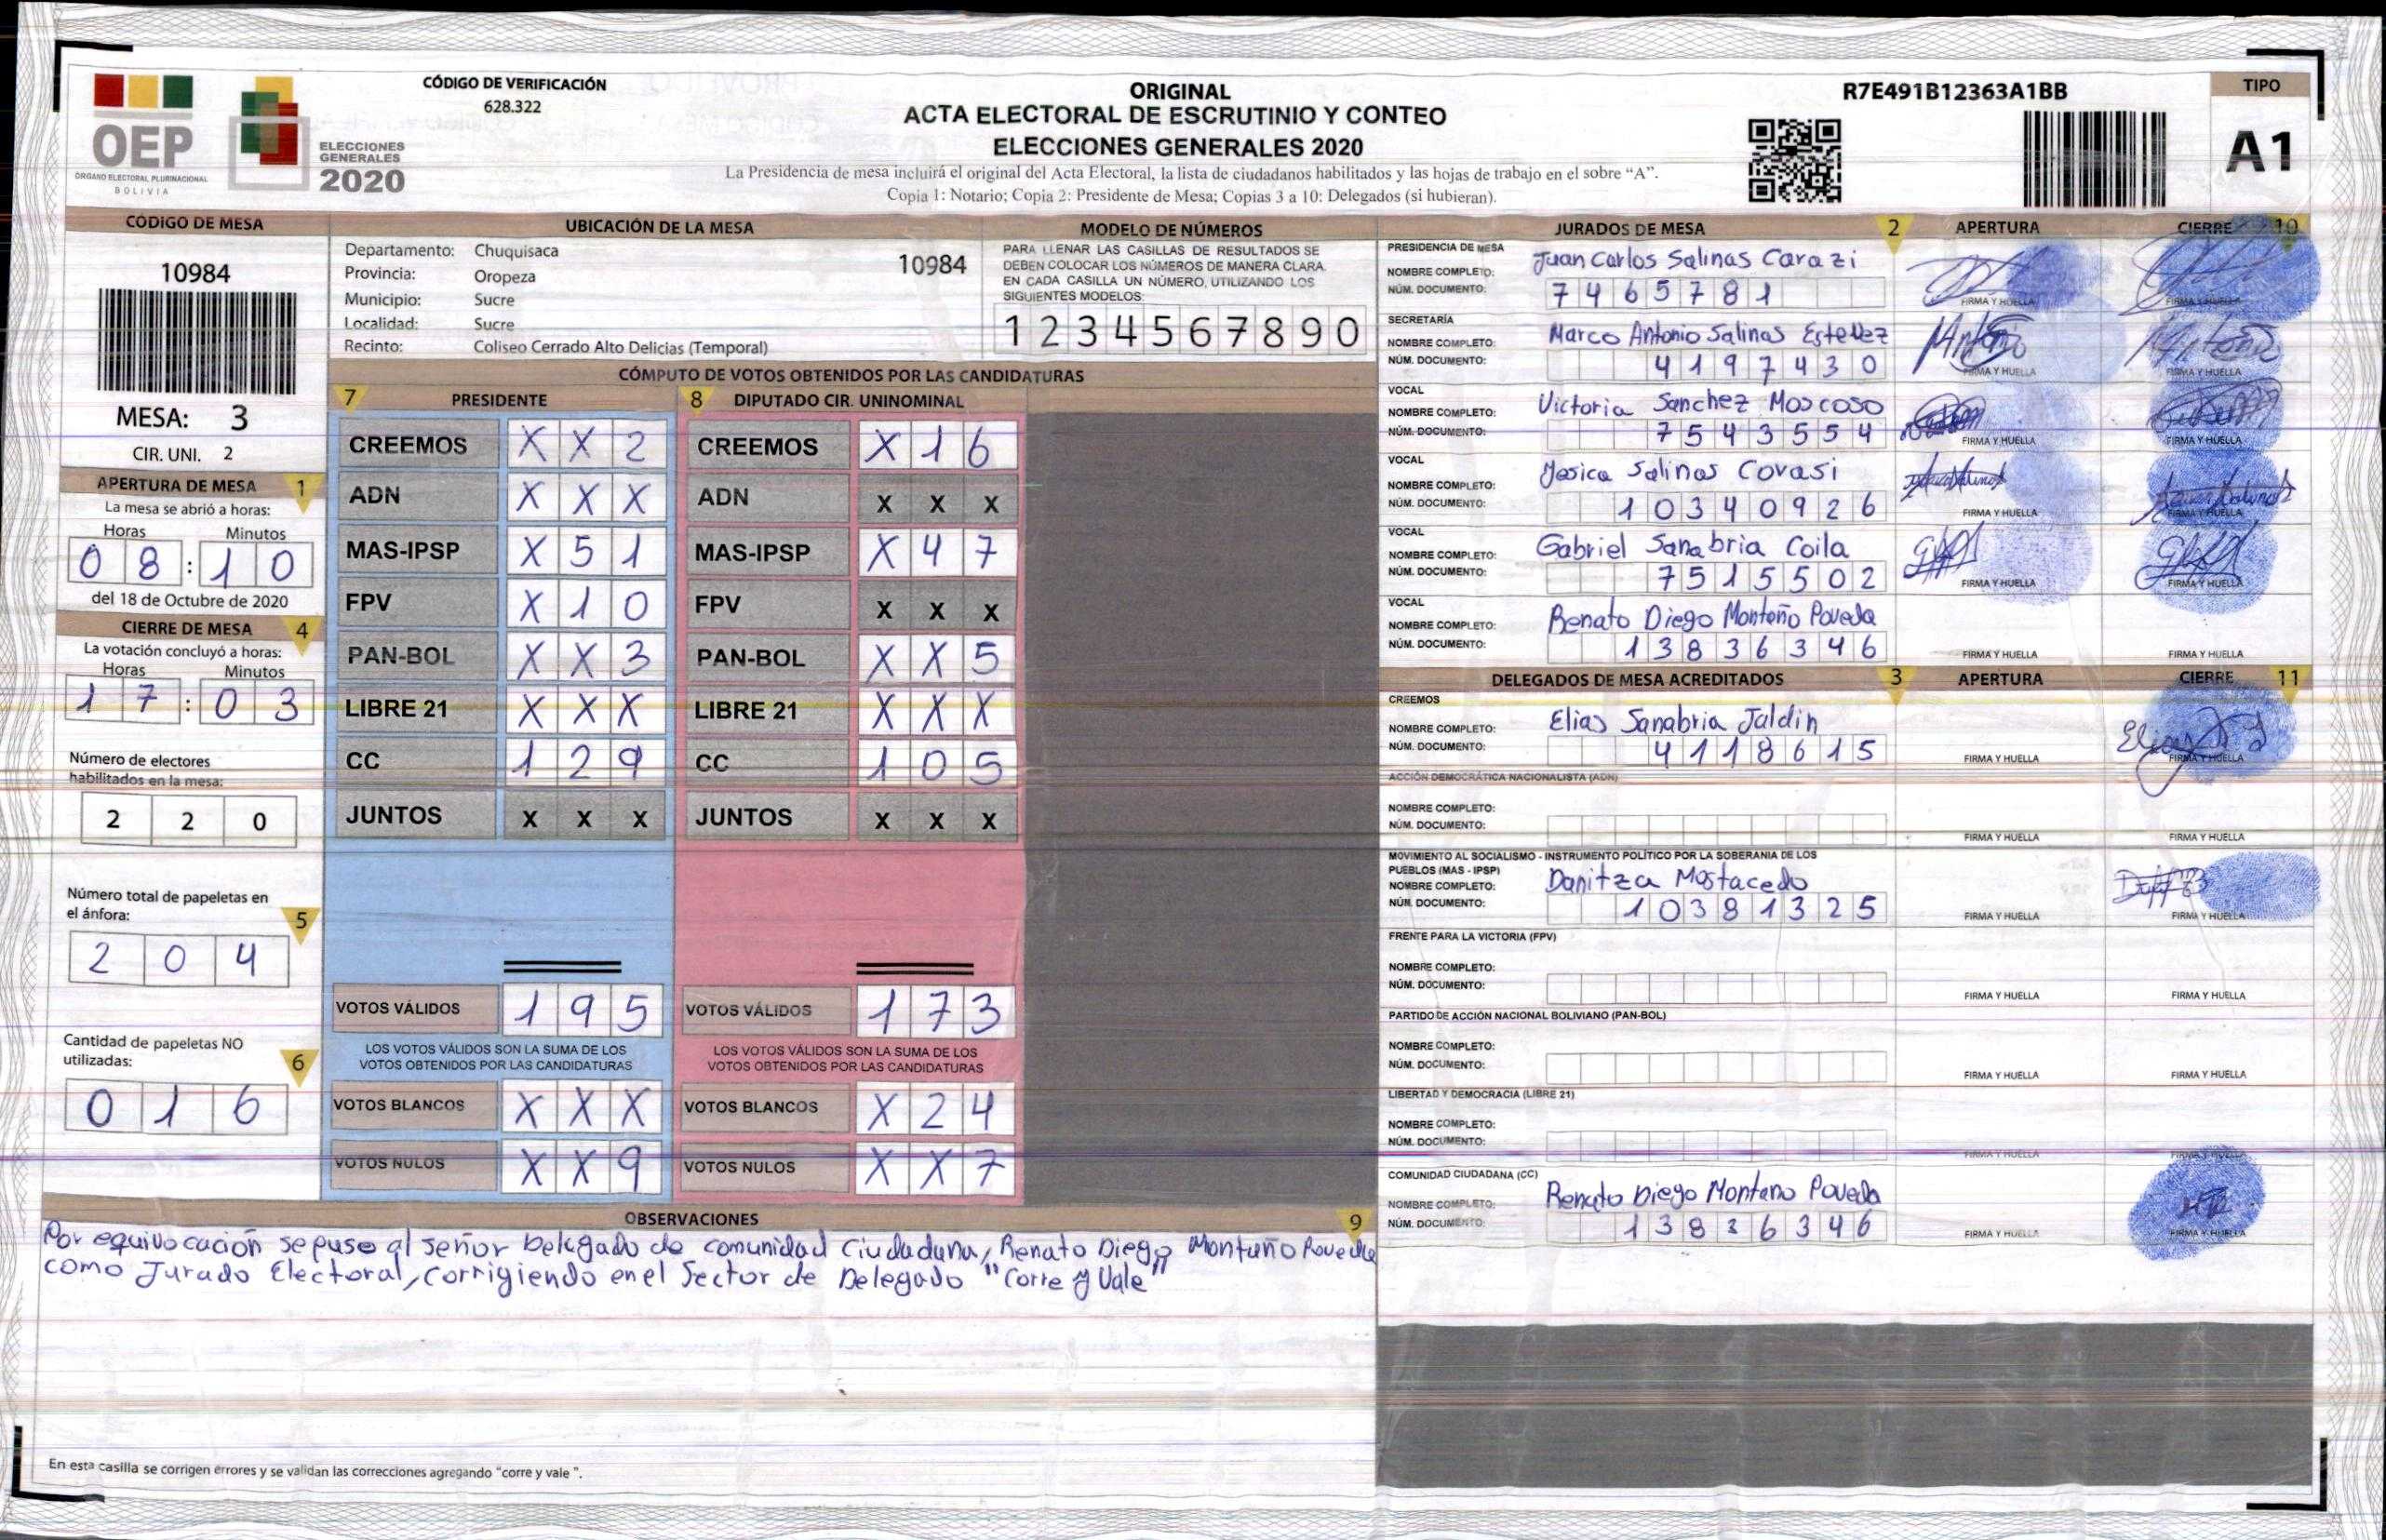 OEP
ÓRGANO ELECTORAL PLURINACIONAL
BOLIVIA
ELECCIONES
GENERALES
2020
CÓDIGO DE VERIFICACIÓN
628.322
ORIGINAL
ACTA ELECTORAL DE ESCRUTINIO Y CONTEO
ELECCIONES GENERALES 2020
La Presidencia de mesa incluirá el original del Acta Electoral, la lista de ciudadanos habilitados y las hojas de trabajo en el sobre “A”.
Copia 1: Notario; Copia 2: Presidente de Mesa; Copias 3 a 10: Delegados (si hubieran).
R7E491B12363A1BB
TIPO
A1
CÓDIGO DE MESA
10984
MESA: 3
CIR. UNI. 2
APERTURA DE MESA 1
La mesa se abrió a horas:
Horas Minutos
0 8 : 1 0
del 18 de Octubre de 2020
CIERRE DE MESA 4
La votación concluyó a horas:
Horas Minutos
1 7 : 0 3
Número de electores
habilitados en la mesa:
2 2 0
Número total de papeletas en
el ánfora: 5
2 0 4
Cantidad de papeletas NO
utilizadas: 6
0 1 6
UBICACIÓN DE LA MESA
Departamento: Chuquisaca
10984
Provincia: Oropeza
Municipio: Sucre
Localidad: Sucre
Recinto: Coliseo Cerrado Alto Delicias (Temporal)
MODELO DE NÚMEROS
PARA LLENAR LAS CASILLAS DE RESULTADOS SE
DEBEN COLOCAR LOS NÚMEROS DE MANERA CLARA.
EN CADA CASILLA UN NÚMERO, UTILIZANDO LOS
SIGUIENTES MODELOS:
1 2 3 4 5 6 7 8 9 0
CÓMPUTO DE VOTOS OBTENIDOS POR LAS CANDIDATURAS
7 PRESIDENTE
CREEMOS X X 2
ADN X X X
MAS-IPSP X 5 1
FPV X 1 0
PAN-BOL X X 3
LIBRE 21 X X X
CC 1 2 9
JUNTOS X X X
VOTOS VÁLIDOS 1 9 5
LOS VOTOS VÁLIDOS SON LA SUMA DE LOS
VOTOS OBTENIDOS POR LAS CANDIDATURAS
VOTOS BLANCOS X X X
VOTOS NULOS X X 9
8 DIPUTADO CIR. UNINOMINAL
CREEMOS X 1 6
ADN X X X
MAS-IPSP X 4 7
FPV X X X
PAN-BOL X X 5
LIBRE 21 X X X
CC 1 0 5
JUNTOS X X X
VOTOS VÁLIDOS 1 7 3
LOS VOTOS VÁLIDOS SON LA SUMA DE LOS
VOTOS OBTENIDOS POR LAS CANDIDATURAS
VOTOS BLANCOS X 2 4
VOTOS NULOS X X 7
OBSERVACIONES 9
Por equivocación se puso al señor Delegado de comunidad Ciudadana, Renato Diego Montaño Poveda
como Jurado Electoral, corrigiendo en el Sector de Delegado "Corre y Vale"
En esta casilla se corrigen errores y se validan las correcciones agregando “corre y vale ”.
JURADOS DE MESA 2 APERTURA CIERRE 10
PRESIDENCIA DE MESA
NOMBRE COMPLETO: Juan Carlos Salinas Carazi
NÚM. DOCUMENTO: 7 4 6 5 7 8 1
FIRMA Y HUELLA FIRMA Y HUELLA
SECRETARÍA
NOMBRE COMPLETO: Marco Antonio Salinas Estevez
NÚM. DOCUMENTO: 4 1 9 7 4 3 0
FIRMA Y HUELLA FIRMA Y HUELLA
VOCAL
NOMBRE COMPLETO: Victoria Sanchez Moscoso
NÚM. DOCUMENTO: 7 5 4 3 5 5 4
FIRMA Y HUELLA FIRMA Y HUELLA
VOCAL
NOMBRE COMPLETO: Yesica Salinas Covasi
NÚM. DOCUMENTO: 1 0 3 4 0 9 2 6
FIRMA Y HUELLA FIRMA Y HUELLA
VOCAL
NOMBRE COMPLETO: Gabriel Sanabria Coila
NÚM. DOCUMENTO: 7 5 1 5 5 0 2
FIRMA Y HUELLA FIRMA Y HUELLA
VOCAL
NOMBRE COMPLETO: Renato Diego Montaño Poveda
NÚM. DOCUMENTO: 1 3 8 3 6 3 4 6
FIRMA Y HUELLA FIRMA Y HUELLA
DELEGADOS DE MESA ACREDITADOS 3 APERTURA CIERRE 11
CREEMOS
NOMBRE COMPLETO: Elias Sanabria Jaldin
NÚM. DOCUMENTO: 4 1 1 8 6 1 5
FIRMA Y HUELLA FIRMA Y HUELLA
ACCIÓN DEMOCRÁTICA NACIONALISTA (ADN)
NOMBRE COMPLETO:
NÚM. DOCUMENTO:
FIRMA Y HUELLA FIRMA Y HUELLA
MOVIMIENTO AL SOCIALISMO - INSTRUMENTO POLÍTICO POR LA SOBERANIA DE LOS
PUEBLOS (MAS - IPSP)
NOMBRE COMPLETO: Danitza Mostacedo
NÚM. DOCUMENTO: 1 0 3 8 1 3 2 5
FIRMA Y HUELLA FIRMA Y HUELLA
FRENTE PARA LA VICTORIA (FPV)
NOMBRE COMPLETO:
NÚM. DOCUMENTO:
FIRMA Y HUELLA FIRMA Y HUELLA
PARTIDO DE ACCIÓN NACIONAL BOLIVIANO (PAN-BOL)
NOMBRE COMPLETO:
NÚM. DOCUMENTO:
FIRMA Y HUELLA FIRMA Y HUELLA
LIBERTAD Y DEMOCRACIA (LIBRE 21)
NOMBRE COMPLETO:
NÚM. DOCUMENTO:
FIRMA Y HUELLA FIRMA Y HUELLA
COMUNIDAD CIUDADANA (CC)
NOMBRE COMPLETO: Renato Diego Montaño Poveda
NÚM. DOCUMENTO: 1 3 8 3 6 3 4 6
FIRMA Y HUELLA FIRMA Y HUELLA